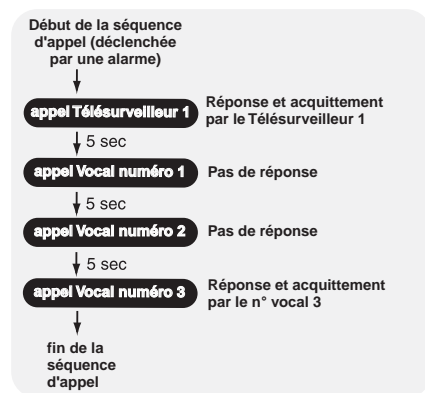 Début de la séquence
d'appel (déclenchée
par une alarme)
appel Télésurveilleur 1
Réponse et acquittement
par le Télésurveilleur 1
5 sec
appel Vocal numéro 1
Pas de réponse
5 sec
appel Vocal numéro 2
Pas de réponse
5 sec
appel Vocal numéro 3
Réponse et acquittement
par le n° vocal 3
fin de la
séquence
d'appel